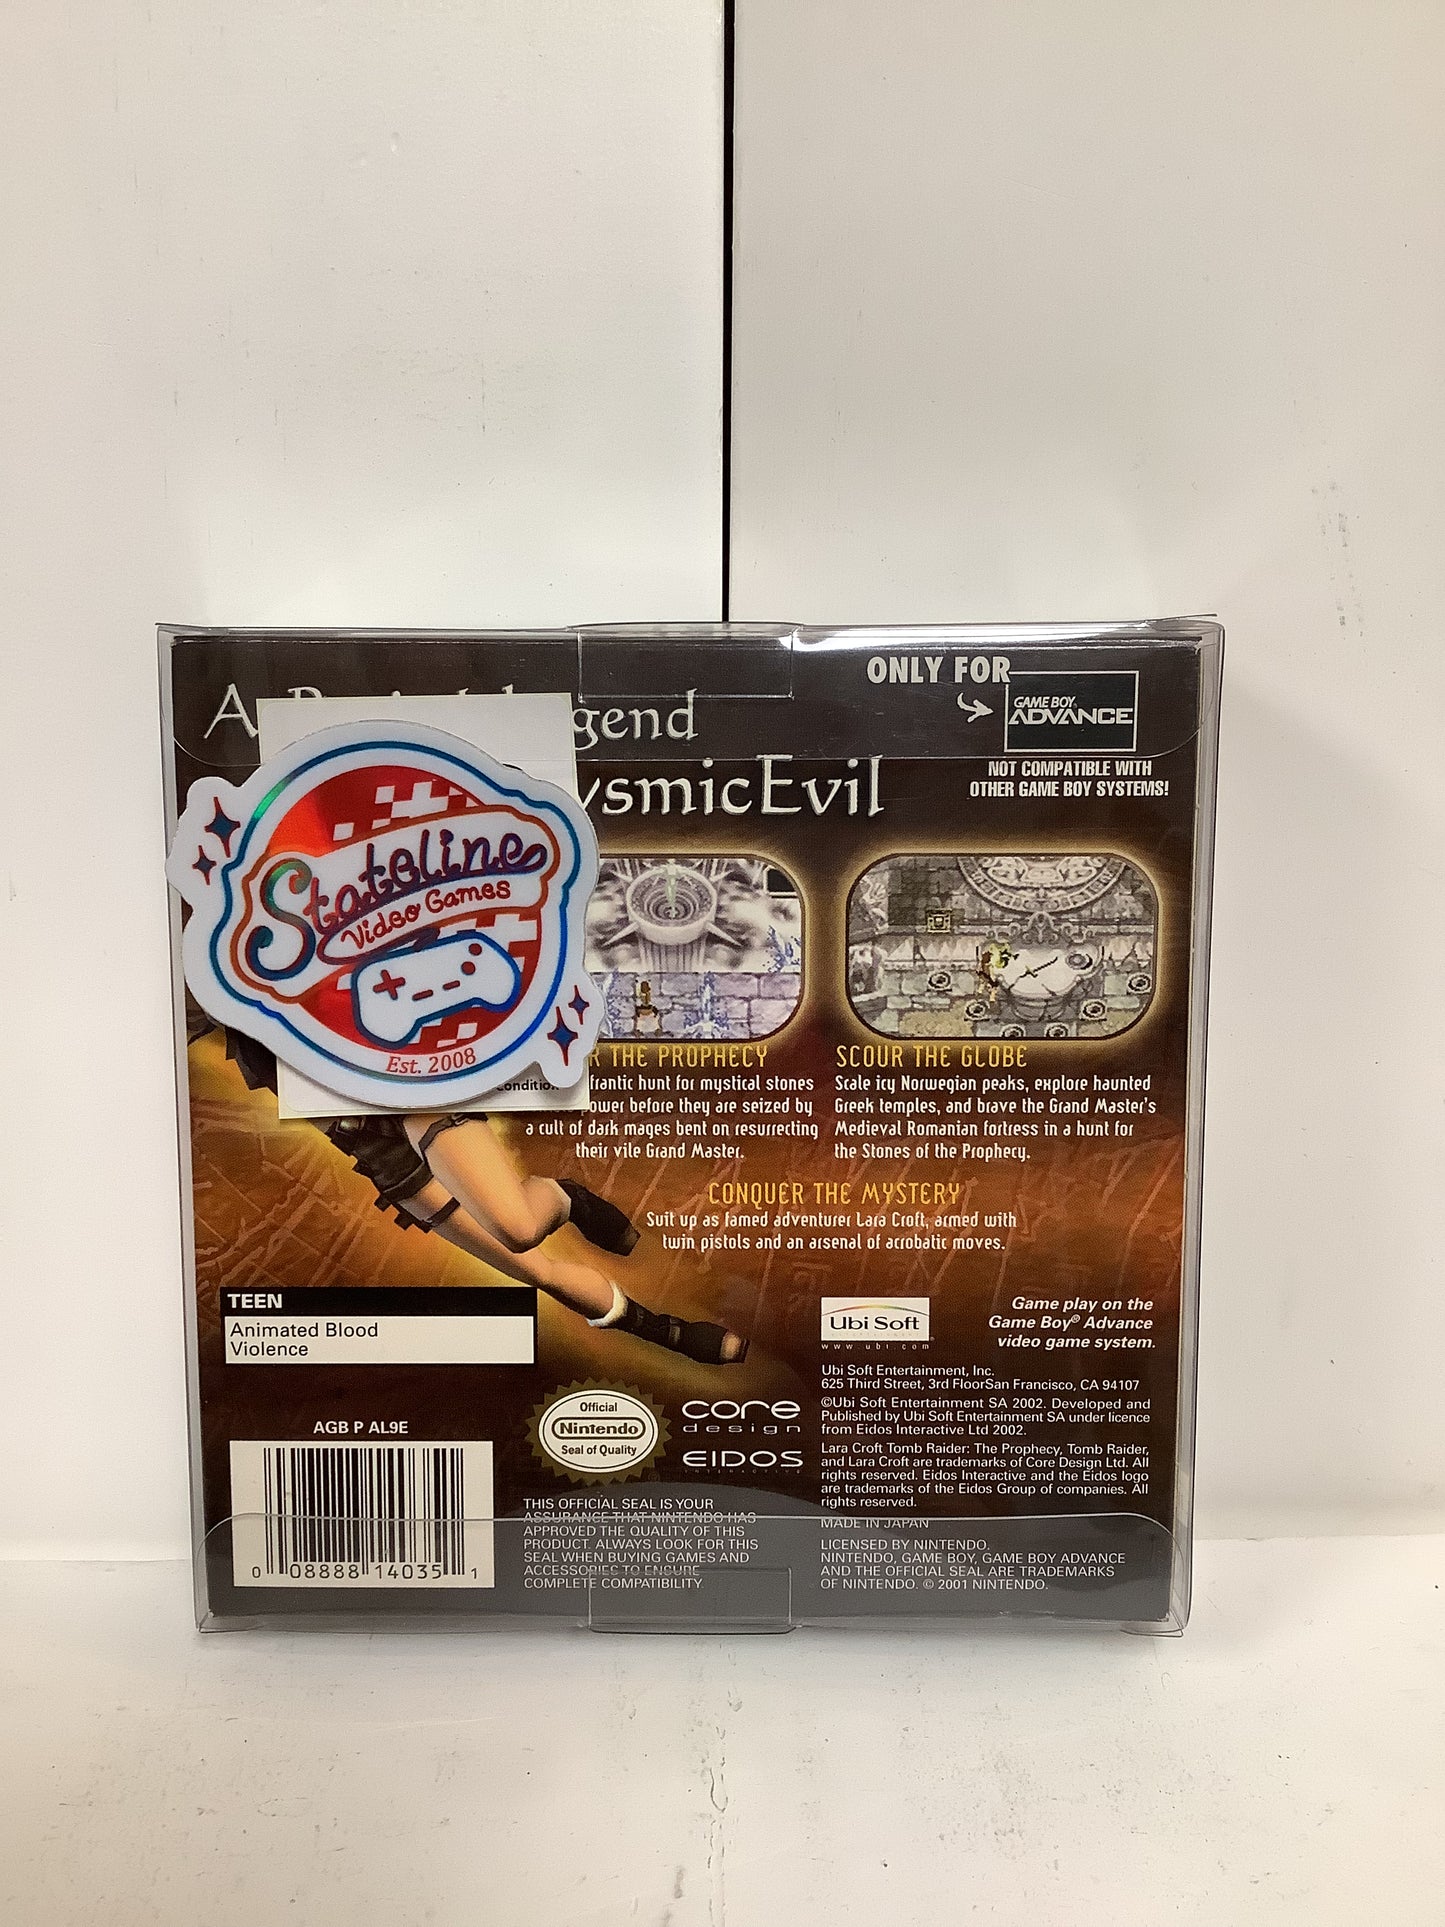 ONLY FOR
GAME BOY
ADVANCE
NOT COMPATIBLE WITH
OTHER GAME BOY SYSTEMS!
A
Evil
Stateline
Video Games
Est. 2008
Condition
THE PROPHECY
frantic hunt for mystical stones
power before they are seized by
a cult of dark mages bent on resurrecting
their vile Grand Master.
SCOUR THE GLOBE
Scale icy Norwegian peaks, explore haunted
Greek temples, and brave the Grand Master's
Medieval Romanian fortress in a hunt for
the Stones of the Prophecy.
CONQUER THE MYSTERY
Suit up as famed adventurer Lara Croft, armed with
twin pistols and an arsenal of acrobatic moves.
TEEN
Animated Blood
Violence
AGB P AL9E
0 08888 14035 1
Official
Nintendo
Seal of Quality
core
design
EIDOS
INTERACTIVE
THIS OFFICIAL SEAL IS YOUR
ASSURANCE THAT NINTENDO HAS
APPROVED THE QUALITY OF THIS
PRODUCT. ALWAYS LOOK FOR THIS
SEAL WHEN BUYING GAMES AND
ACCESSORIES TO ENSURE
COMPLETE COMPATIBILITY.
Ubi Soft
www.ubi.com
Game play on the
Game Boy® Advance
video game system.
Ubi Soft Entertainment, Inc.
625 Third Street, 3rd FloorSan Francisco, CA 94107
©Ubi Soft Entertainment SA 2002. Developed and
Published by Ubi Soft Entertainment SA under licence
from Eidos Interactive Ltd 2002.
Lara Croft Tomb Raider: The Prophecy, Tomb Raider,
and Lara Croft are trademarks of Core Design Ltd. All
rights reserved. Eidos Interactive and the Eidos logo
are trademarks of the Eidos Group of companies. All
rights reserved.
MADE IN JAPAN
LICENSED BY NINTENDO.
NINTENDO, GAME BOY, GAME BOY ADVANCE
AND THE OFFICIAL SEAL ARE TRADEMARKS
OF NINTENDO. © 2001 NINTENDO.